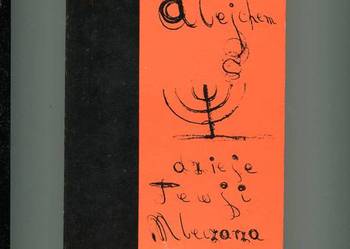 alejchem
S
dzieje
Tewji
Mleczarza